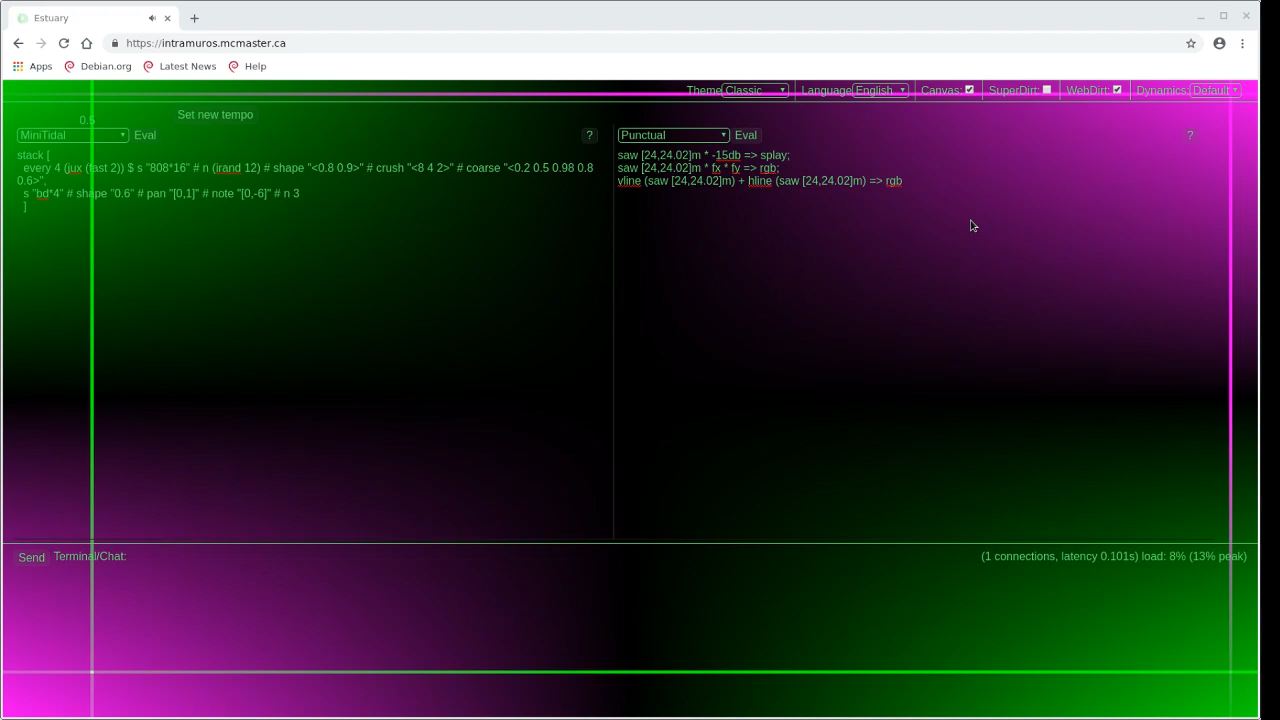 Estuary
https://intramuros.mcmaster.ca
Apps Debian.org Latest News Help
Theme Classic Language English Canvas: SuperDirt: WebDirt: Dynamics: Default
0.5 Set new tempo
MiniTidal Eval ?
stack [
every 4 (jux (fast 2)) $ s "808*16" # n (irand 12) # shape "<0.8 0.9>" # crush "<8 4 2>" # coarse "<0.2 0.5 0.98 0.8
0.6>",
s "bd*4" # shape "0.6" # pan "[0,1]" # note "[0,-6]" # n 3
]
Punctual Eval ?
saw [24,24.02]m * -15db => splay;
saw [24,24.02]m * fx * fy => rgb;
vline (saw [24,24.02]m) + hline (saw [24,24.02]m) => rgb
Send Terminal/Chat: (1 connections, latency 0.101s) load: 8% (13% peak)